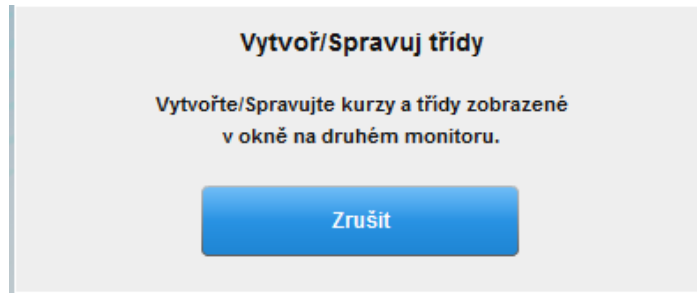 Vytvoř/Spravuj třídy
Vytvořte/Spravujte kurzy a třídy zobrazené
v okně na druhém monitoru.
Zrušit